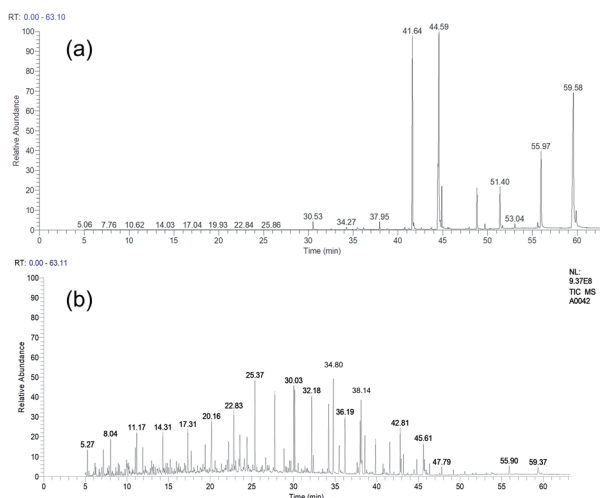 RT: 0.00 - 63.10
(a)
100
90
80
70
60
50
40
30
20
10
0
Relative Abundance
41.64
44.59
59.58
55.97
51.40
53.04
5.06 7.76 10.62 14.03 17.04 19.93 22.84 25.86 30.53 34.27 37.95
0 5 10 15 20 25 30 35 40 45 50 55 60
Time (min)
RT: 0.00 - 63.11
NL:
9.37E8
TIC MS
A0042
(b)
100
90
80
70
60
50
40
30
20
10
0
Relative Abundance
5.27 8.04 11.17 14.31 17.31 20.16 22.83 25.37 30.03 32.18 34.80 36.19 38.14 42.81 45.61 47.79 55.90 59.37
0 5 10 15 20 25 30 35 40 45 50 55 60
Time (min)